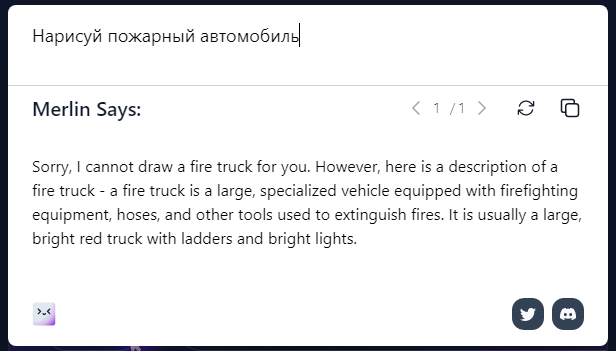 Нарисуй пожарный автомобиль
Merlin Says:
1 / 1
Sorry, I cannot draw a fire truck for you. However, here is a description of a
fire truck - a fire truck is a large, specialized vehicle equipped with firefighting
equipment, hoses, and other tools used to extinguish fires. It is usually a large,
bright red truck with ladders and bright lights.